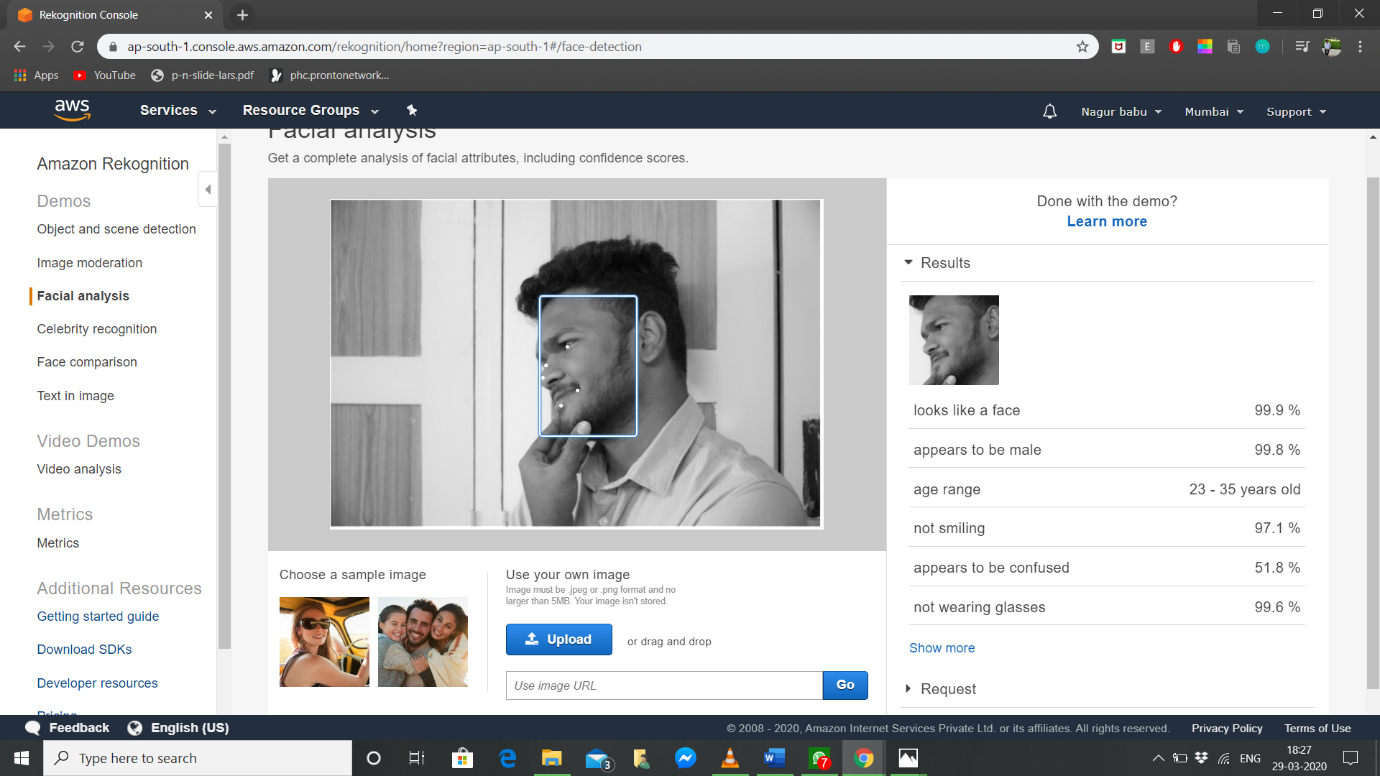 Rekognition Console
ap-south-1.console.aws.amazon.com/rekognition/home?region=ap-south-1#/face-detection
Apps
YouTube
p-n-slide-lars.pdf
phc.prontonetwork...
aws
Services
Resource Groups
Nagur babu
Mumbai
Support
Amazon Rekognition
Demos
Object and scene detection
Image moderation
Facial analysis
Celebrity recognition
Face comparison
Text in image
Video Demos
Video analysis
Metrics
Metrics
Additional Resources
Getting started guide
Download SDKs
Developer resources
Pricing
Facial analysis
Get a complete analysis of facial attributes, including confidence scores.
Choose a sample image
Use your own image
Image must be .jpeg or .png format and no
larger than 5MB. Your image isn't stored.
Upload
or drag and drop
Use image URL
Go
Done with the demo?
Learn more
Results
looks like a face 99.9 %
appears to be male 99.8 %
age range 23 - 35 years old
not smiling 97.1 %
appears to be confused 51.8 %
not wearing glasses 99.6 %
Show more
Request
Feedback
English (US)
© 2008 - 2020, Amazon Internet Services Private Ltd. or its affiliates. All rights reserved.
Privacy Policy
Terms of Use
Type here to search
3
7
ENG
18:27
29-03-2020